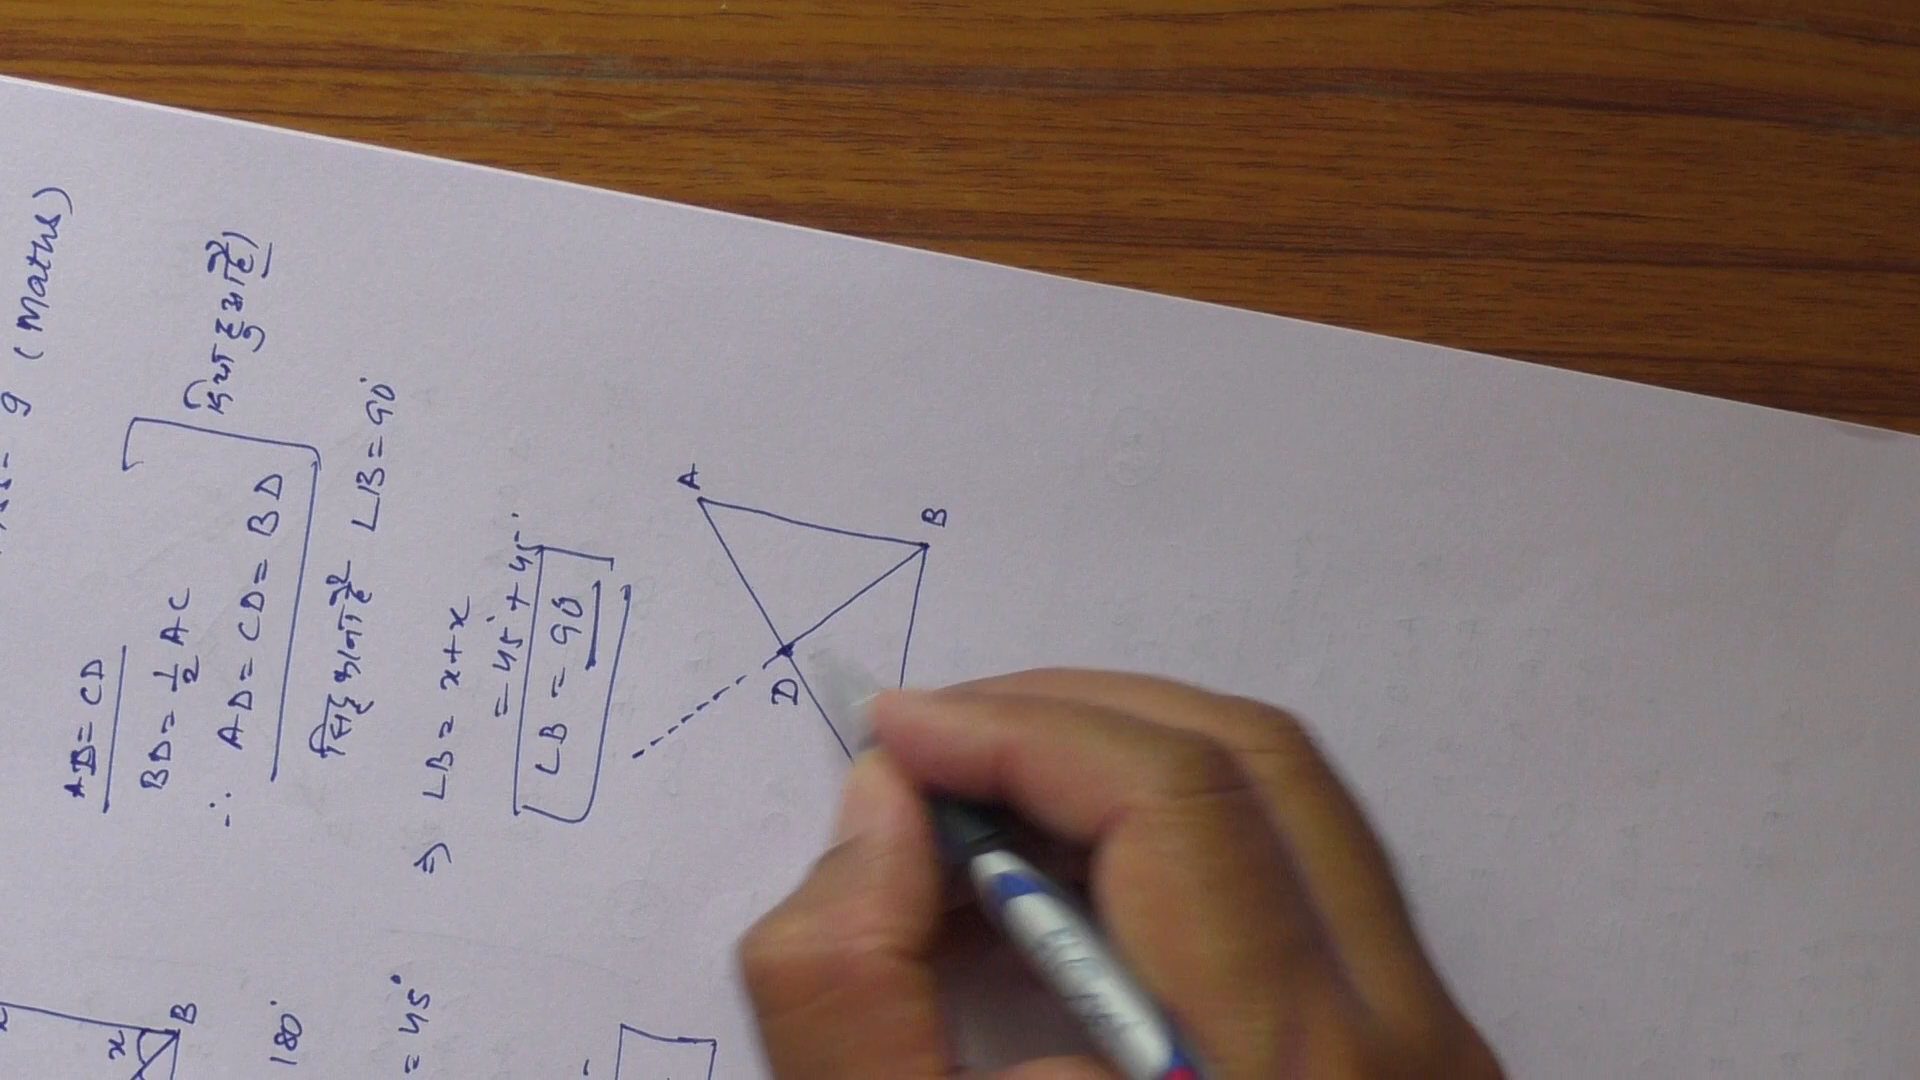 9 (Maths)
AD = CD
BD = 1/2 AC
∴ AD = CD = BD
दिया हुआ है)
सिद्ध करना है ∠B = 90°
⇒ ∠B = x + x
= 45° + 45°
∠B = 90°
A
B
D
x
B
180°
= 45°